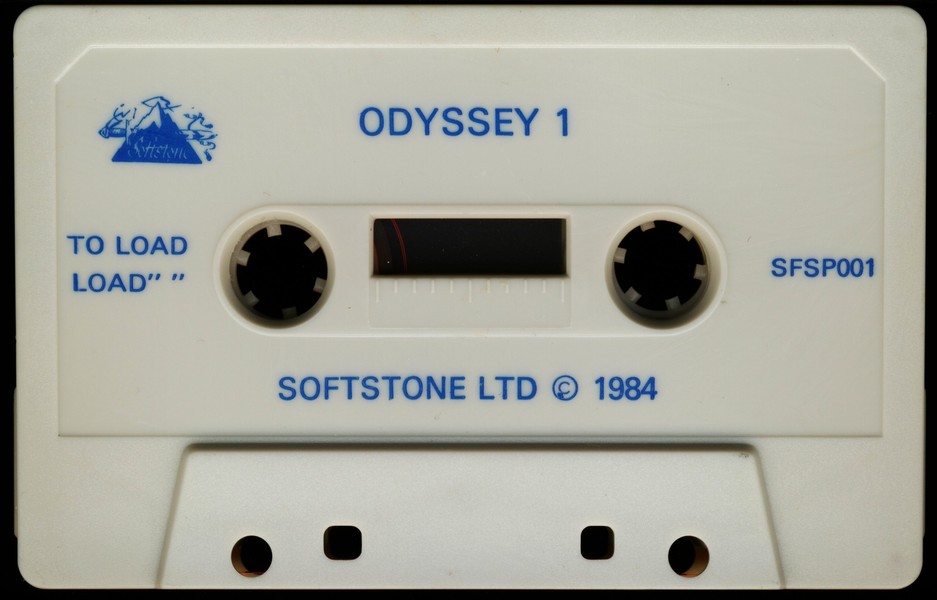 ODYSSEY 1
Softstone
TO LOAD
LOAD” ”
SFSP001
SOFTSTONE LTD © 1984